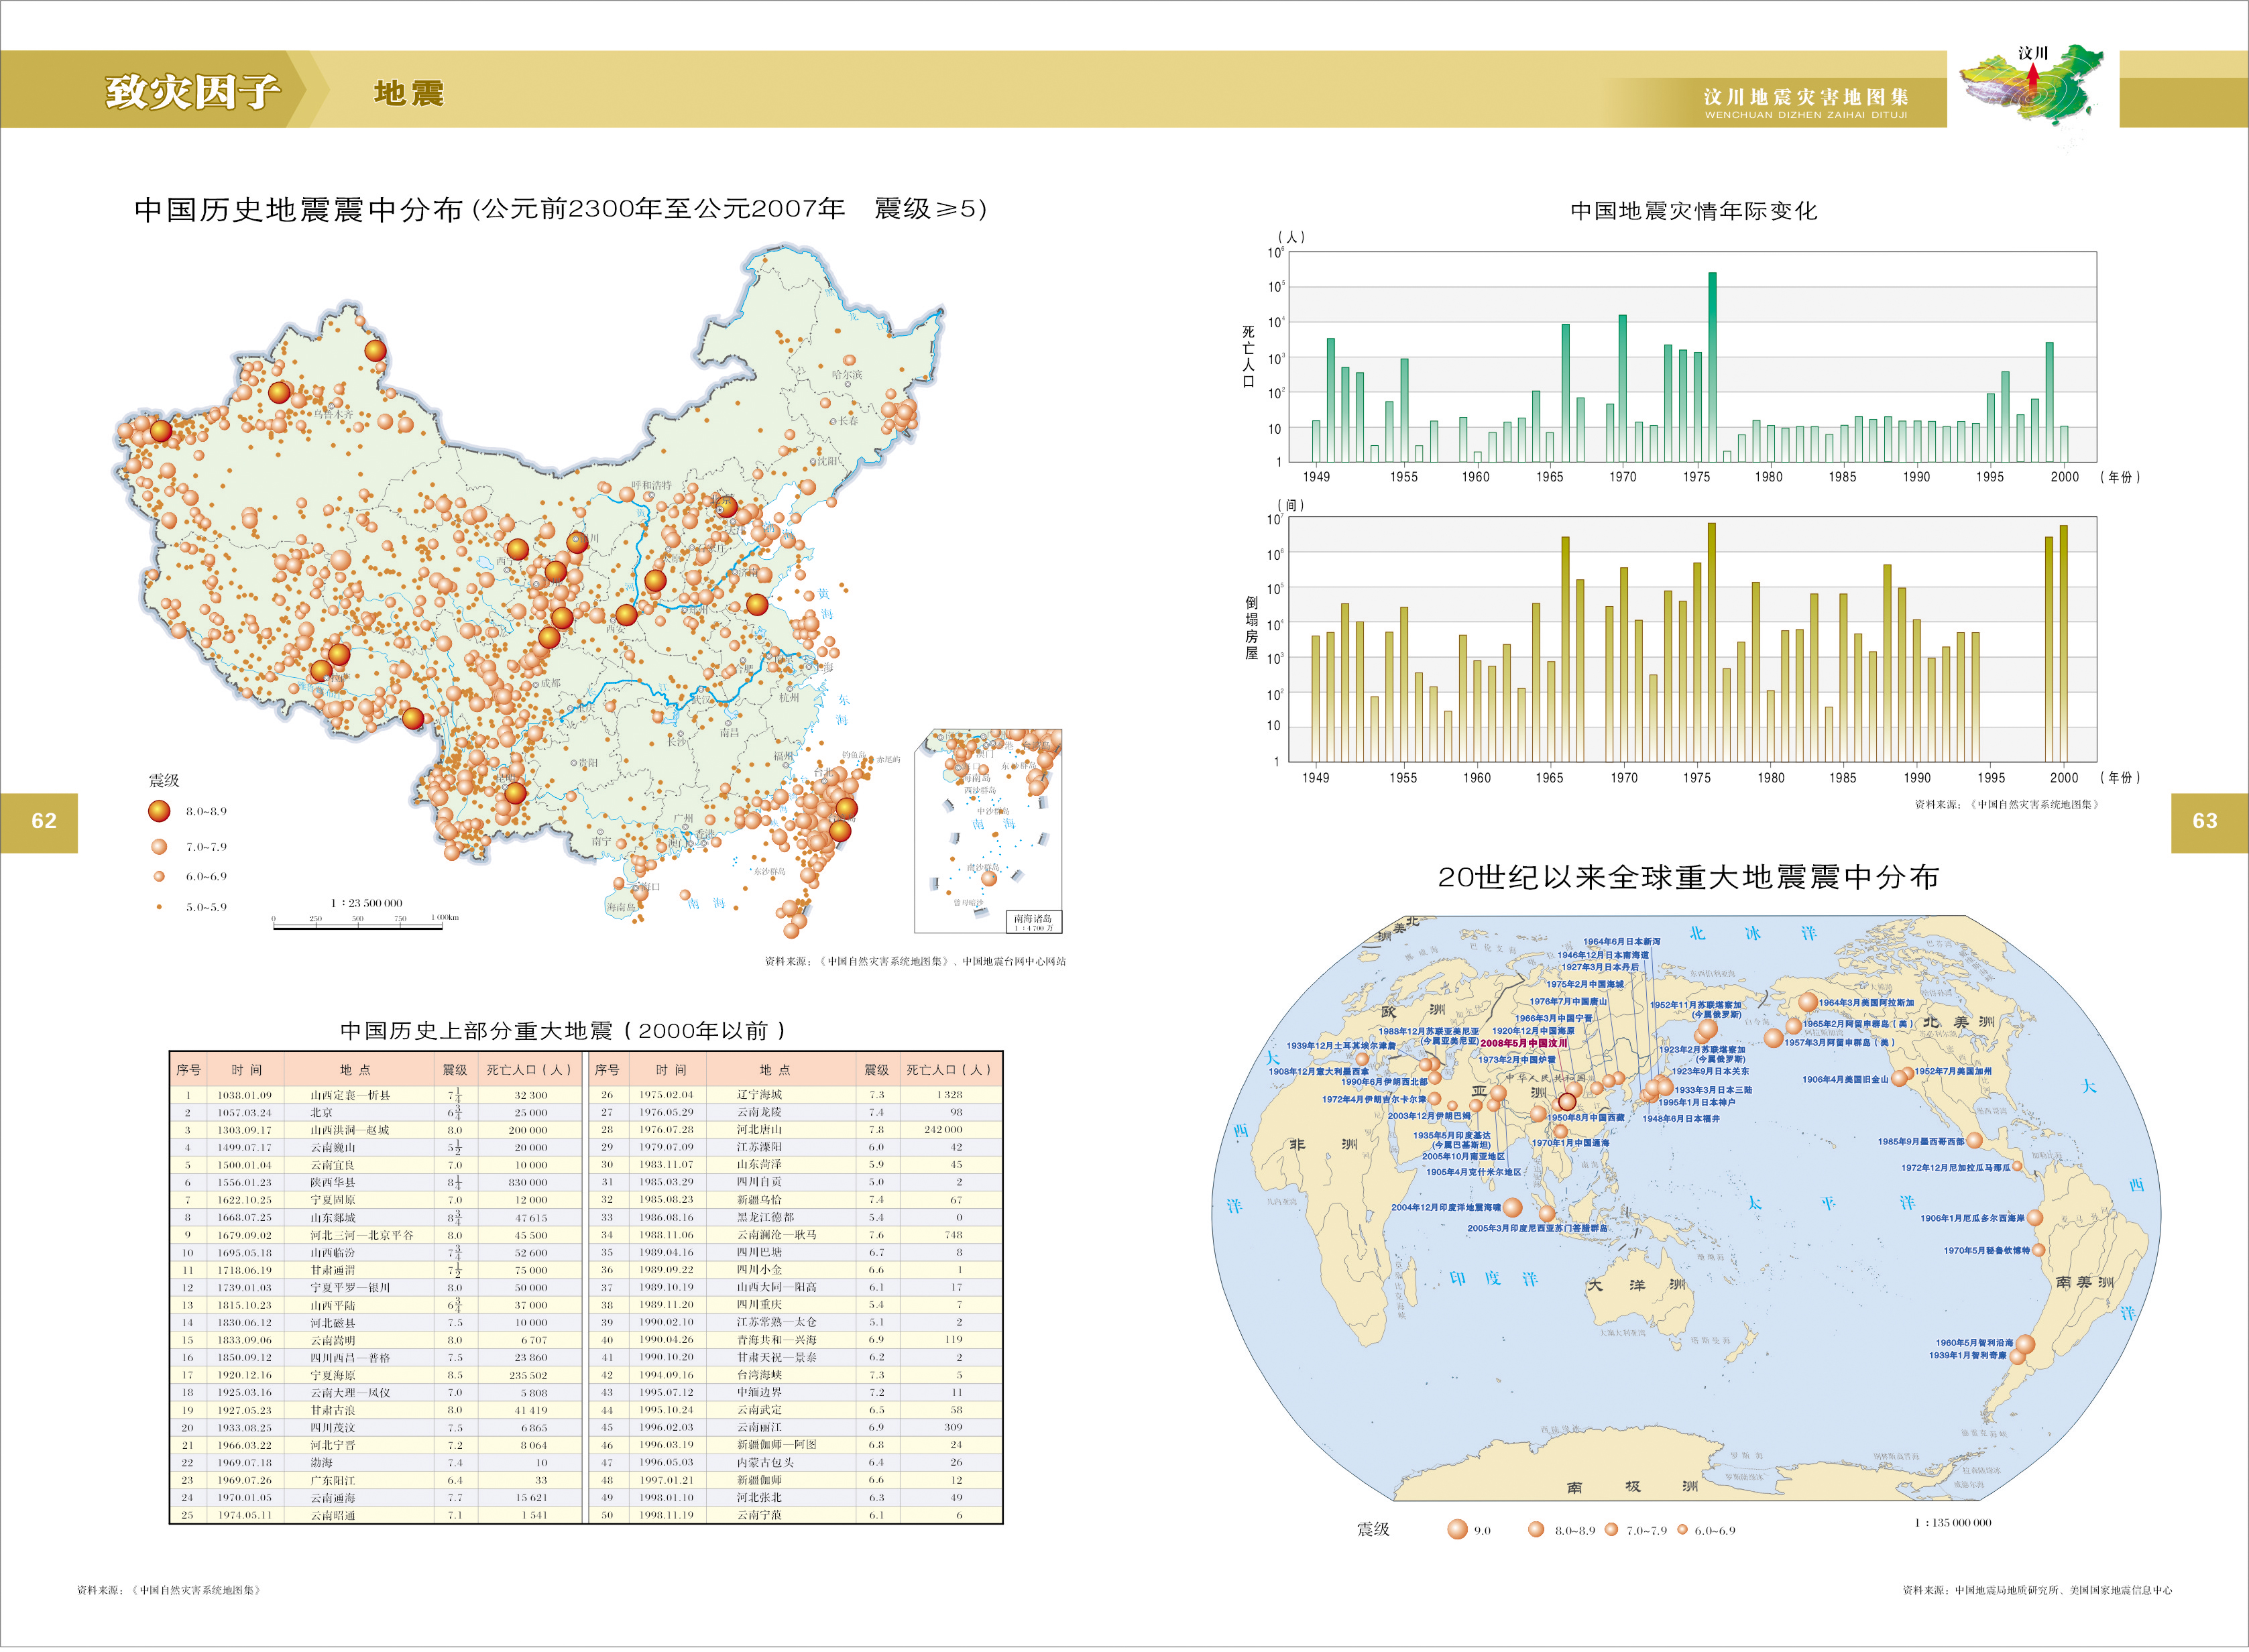 致灾因子
地震
汶川地震灾害地图集
WENCHUAN DIZHEN ZAIHAI DITUJI
汶川
中国历史地震震中分布(公元前2300年至公元2007年 震级≥5)
哈尔滨
长春
沈阳
乌鲁木齐
呼和浩特
西安
成都
武汉
杭州
南昌
长沙
贵阳
福州
台北
广州
香港
澳门
南宁
海口
海南岛
钓鱼岛
赤尾屿
东沙群岛
黄海
东海
南海
震级
8.0~8.9
7.0~7.9
6.0~6.9
5.0~5.9
1：23 500 000
0 250 500 750 1 000km
海南岛
东沙群岛
西沙群岛
中沙群岛
南海
南沙群岛
曾母暗沙
南海诸岛
1：4 700 万
资料来源：《中国自然灾害系统地图集》、中国地震台网中心网站
62
中国历史上部分重大地震（2000年以前）
序号 时间 地点 震级 死亡人口（人） 序号 时间 地点 震级 死亡人口（人）
1 1038.01.09 山西定襄—忻县 7 1/4 32 300 26 1975.02.04 辽宁海城 7.3 1 328
2 1057.03.24 北京 6 3/4 25 000 27 1976.05.29 云南龙陵 7.4 98
3 1303.09.17 山西洪洞—赵城 8.0 200 000 28 1976.07.28 河北唐山 7.8 242 000
4 1499.07.17 云南巍山 5 1/2 20 000 29 1979.07.09 江苏溧阳 6.0 42
5 1500.01.04 云南宜良 7.0 10 000 30 1983.11.07 山东菏泽 5.9 45
6 1556.01.23 陕西华县 8 1/4 830 000 31 1985.03.29 四川自贡 5.0 2
7 1622.10.25 宁夏固原 7.0 12 000 32 1985.08.23 新疆乌恰 7.4 67
8 1668.07.25 山东郯城 8 3/4 47 615 33 1986.08.16 黑龙江德都 5.4 0
9 1679.09.02 河北三河—北京平谷 8.0 45 500 34 1988.11.06 云南澜沧—耿马 7.6 748
10 1695.05.18 山西临汾 7 3/4 52 600 35 1989.04.16 四川巴塘 6.7 8
11 1718.06.19 甘肃通渭 7 1/2 75 000 36 1989.09.22 四川小金 6.6 1
12 1739.01.03 宁夏平罗—银川 8.0 50 000 37 1989.10.19 山西大同—阳高 6.1 17
13 1815.10.23 山西平陆 6 3/4 37 000 38 1989.11.20 四川重庆 5.4 7
14 1830.06.12 河北磁县 7.5 10 000 39 1990.02.10 江苏常熟—太仓 5.1 2
15 1833.09.06 云南嵩明 8.0 6 707 40 1990.04.26 青海共和—兴海 6.9 119
16 1850.09.12 四川西昌—普格 7.5 23 860 41 1990.10.20 甘肃天祝—景泰 6.2 2
17 1920.12.16 宁夏海原 8.5 235 502 42 1994.09.16 台湾海峡 7.3 5
18 1925.03.16 云南大理—凤仪 7.0 5 808 43 1995.07.12 中缅边界 7.2 11
19 1927.05.23 甘肃古浪 8.0 41 419 44 1995.10.24 云南武定 6.5 58
20 1933.08.25 四川茂汶 7.5 6 865 45 1996.02.03 云南丽江 6.9 309
21 1966.03.22 河北宁晋 7.2 8 064 46 1996.03.19 新疆伽师—阿图 6.8 24
22 1969.07.18 渤海 7.4 10 47 1996.05.03 内蒙古包头 6.4 26
23 1969.07.26 广东阳江 6.4 33 48 1997.01.21 新疆伽师 6.6 12
24 1970.01.05 云南通海 7.7 15 621 49 1998.01.10 河北张北 6.3 49
25 1974.05.11 云南昭通 7.1 1 541 50 1998.11.19 云南宁蒗 6.1 6
资料来源：《中国自然灾害系统地图集》
中国地震灾情年际变化
（人）
10⁶
10⁵
10⁴
10³
10²
10
1
死亡人口
1949 1955 1960 1965 1970 1975 1980 1985 1990 1995 2000 （年份）
（间）
10⁷
10⁶
10⁵
10⁴
10³
10²
10
1
倒塌房屋
1949 1955 1960 1965 1970 1975 1980 1985 1990 1995 2000 （年份）
资料来源：《中国自然灾害系统地图集》
63
20世纪以来全球重大地震震中分布
北冰洋
北美洲
欧洲
亚洲
非洲
大洋洲
北美洲
南美洲
南极洲
大西洋
印度洋
太平洋
大西洋
中华人民共和国
1964年6月日本新泻
1946年12月日本南海道
1927年3月日本丹后
1975年2月中国海城
1976年7月中国唐山
1966年3月中国宁晋
1920年12月中国海原
2008年5月中国汶川
1973年2月中国炉霍
1988年12月苏联亚美尼亚
(今属亚美尼亚)
1939年12月土耳其埃尔津詹
1908年12月意大利墨西拿
1990年6月伊朗西北部
1972年4月伊朗吉尔卡尔津
2003年12月伊朗巴姆
1935年5月印度基达
(今属巴基斯坦)
2005年10月南亚地区
1905年4月克什米尔地区
1950年8月中国西藏
1970年1月中国通海
2004年12月印度洋地震海啸
2005年3月印度尼西亚苏门答腊群岛
1952年11月苏联堪察加
(今属俄罗斯)
1923年2月苏联堪察加
(今属俄罗斯)
1923年9月日本关东
1933年3月日本三陆
1995年1月日本神户
1948年6月日本福井
1964年3月美国阿拉斯加
1965年2月阿留申群岛（美）
1957年3月阿留申群岛（美）
1906年4月美国旧金山
1952年7月美国加州
1985年9月墨西哥西部
1972年12月尼加拉瓜马那瓜
1906年1月厄瓜多尔西海岸
1970年5月秘鲁钦博特
1960年5月智利沿海
1939年1月智利奇廉
震级
9.0 8.0~8.9 7.0~7.9 6.0~6.9
1：135 000 000
资料来源：中国地震局地质研究所、美国国家地震信息中心